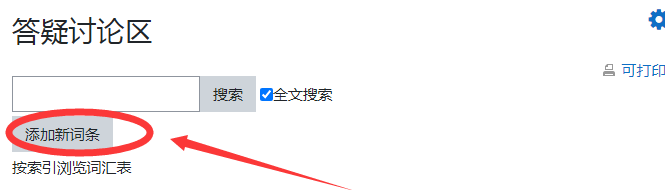 答疑讨论区
可打印
搜索 全文搜索
添加新词条
按索引浏览词汇表